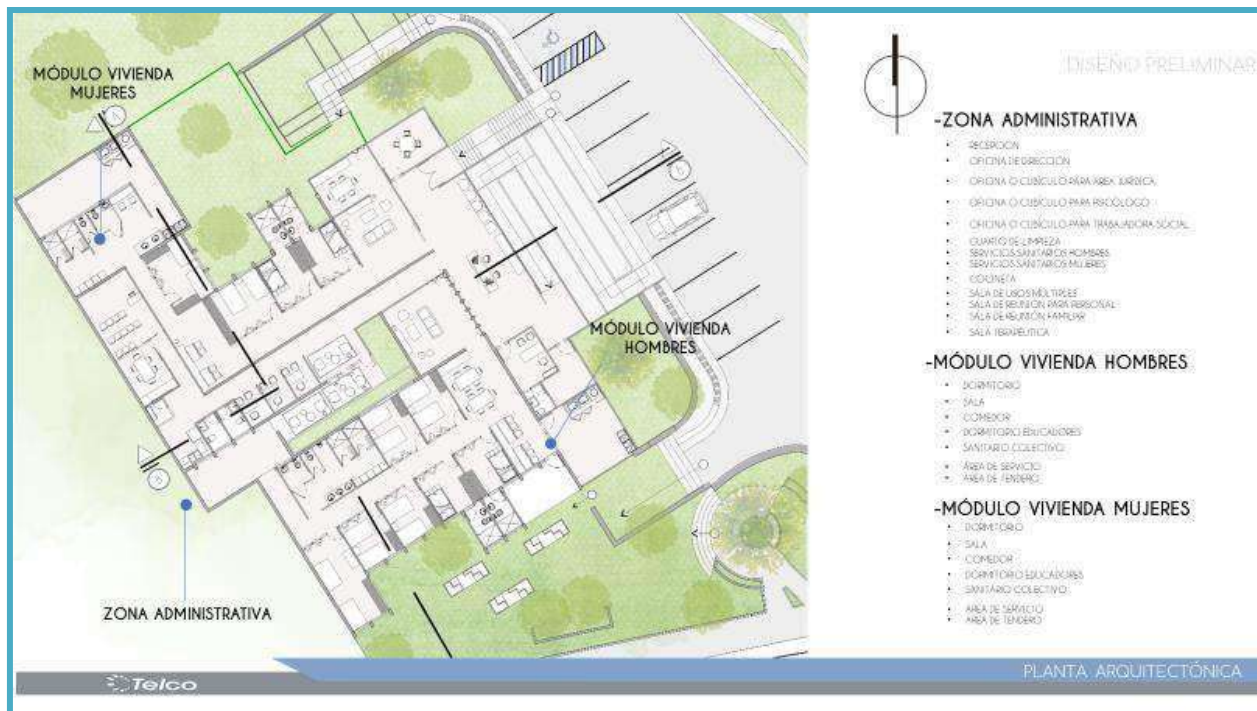 MÓDULO VIVIENDA
MUJERES
MÓDULO VIVIENDA
HOMBRES
ZONA ADMINISTRATIVA
DISEÑO PRELIMINAR
-ZONA ADMINISTRATIVA
• RECEPCION
• OFICINA DE DIRECCIÓN
• OFICINA O CUBÍCULO PARA AREA JURÍDICA
• OFICINA O CUBÍCULO PARA PSICOLOGO
• OFICINA O CUBÍCULO PARA TRABAJADORA SOCIAL
• CUARTO DE LIMPIEZA
• SERVICIOS SANITARIOS HOMBRES
• SERVICIOS SANITARIOS MUJERES
• COCINETA
• SALA DE USOS MÚLTIPLES
• SALA DE REUNIÓN PARA PERSONAL
• SALA DE REUNIÓN FAMILIAR
• SALA TERAPEUTICA
-MÓDULO VIVIENDA HOMBRES
• DORMITORIO
• SALA
• COMEDOR
• DORMITORIO EDUCADORES
• SANITARIO COLECTIVO
• ÁREA DE SERVICIO
• ÁREA DE TENDERO
-MÓDULO VIVIENDA MUJERES
• DORMITORIO
• SALA
• COMEDOR
• DORMITORIO EDUCADORES
• SANITARIO COLECTIVO
• AREA DE SERVICIO
• AREA DE TENDERO
PLANTA ARQUITECTÓNICA
Telco